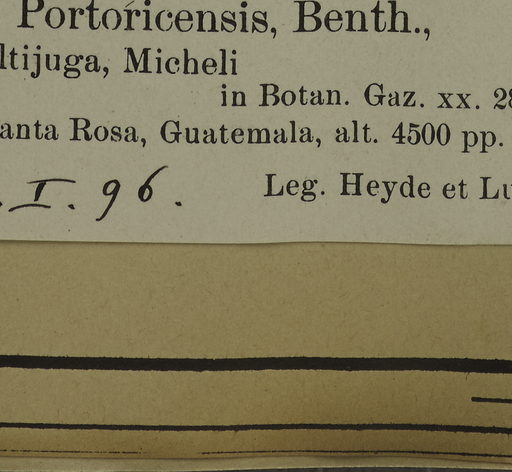 Portoricensis, Benth.,
ltijuga, Micheli
in Botan. Gaz. xx. 28
anta Rosa, Guatemala, alt. 4500 pp.
. I. 96. Leg. Heyde et Lu